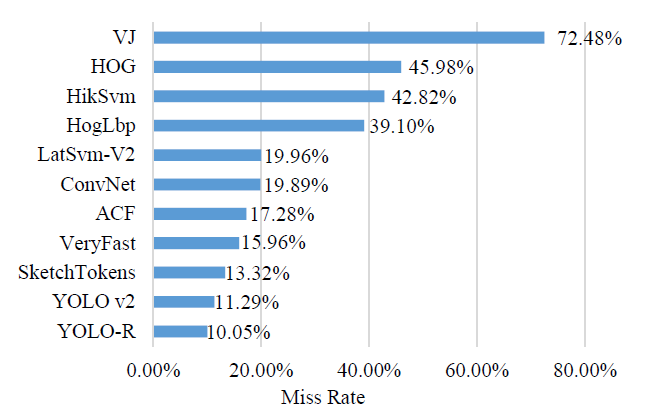 VJ 72.48%
HOG 45.98%
HikSvm 42.82%
HogLbp 39.10%
LatSvm-V2 19.96%
ConvNet 19.89%
ACF 17.28%
VeryFast 15.96%
SketchTokens 13.32%
YOLO v2 11.29%
YOLO-R 10.05%
0.00% 20.00% 40.00% 60.00% 80.00%
Miss Rate